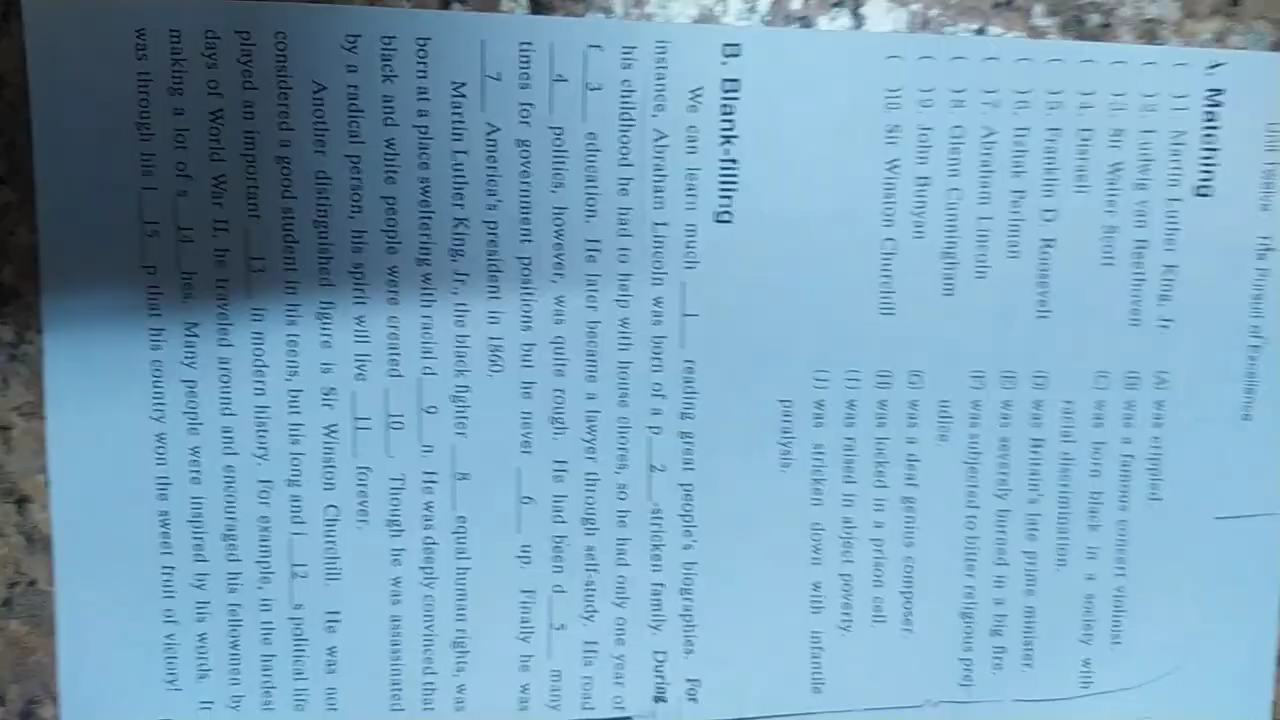 The Pursuit of Excellence
A. Matching
( ) 1. Martin Luther King, Jr. (A) was crippled.
( ) 2. Ludwig van Beethoven (B) was a famous concert violinist.
( ) 3. Sir Walter Scott (C) was born black in a society with
( ) 4. Disraeli racial discrimination.
( ) 5. Franklin D. Roosevelt (D) was Britain's late prime minister.
( ) 6. Itzhak Perlman (E) was severely burned in a big fire.
( ) 7. Abraham Lincoln (F) was subjected to bitter religious prej-
( ) 8. Glenn Cunningham udice.
( ) 9. John Bunyan (G) was a deaf genius composer.
( ) 10. Sir Winston Churchill (H) was locked in a prison cell.
(I) was raised in abject poverty.
(J) was stricken down with infantile
paralysis.
B. Blank-filling
We can learn much 1 reading great people's biographies. For
instance, Abraham Lincoln was born of a p 2 -stricken family. During
his childhood he had to help with house chores, so he had only one year of
f 3 education. He later became a lawyer through self-study. His road
4 politics, however, was quite rough. He had been d 5 many
times for government positions but he never 6 up. Finally he was
7 America's president in 1860.
Martin Luther King, Jr., the black fighter 8 equal human rights, was
born at a place sweltering with racial d 9 n. He was deeply convinced that
black and white people were created 10 . Though he was assassinated
by a radical person, his spirit will live 11 forever.
Another distinguished figure is Sir Winston Churchill. He was not
considered a good student in his teens, but his long and 12 s political life
played an important 13 in modern history. For example, in the hardest
days of World War II, he traveled around and encouraged his fellowmen by
making a lot of s 14 hes. Many people were inspired by his words. It
was through his l 15 p that his country won the sweet fruit of victory!